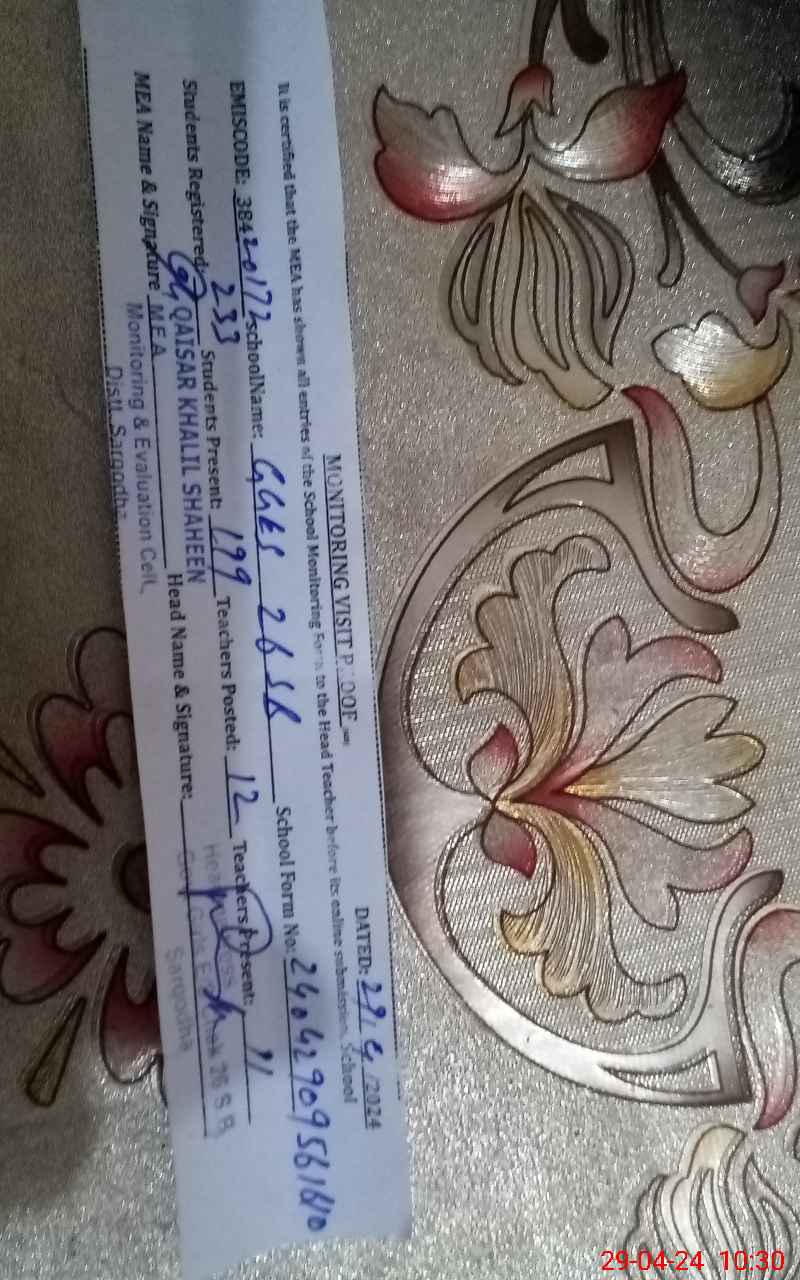 MONITORING VISIT P  OOF
DATED: 29/4/2024
It is certified that the MEA has shown all entries of the School Monitoring Form to the Head Teacher before its online submission. School
EMISCODE: 38420172 schoolName: GGES 26 SB School Form No:
Students Registered: 233 Students Present: 199 Teachers Posted: 12 Teachers Present: 11
QAISAR KHALIL SHAHEEN
MEA Name & Signature M.E.A Head Name & Signature:
Monitoring & Evaluation Cell,
Distt. Sargodha
Sargodha
29-04-24 10:30